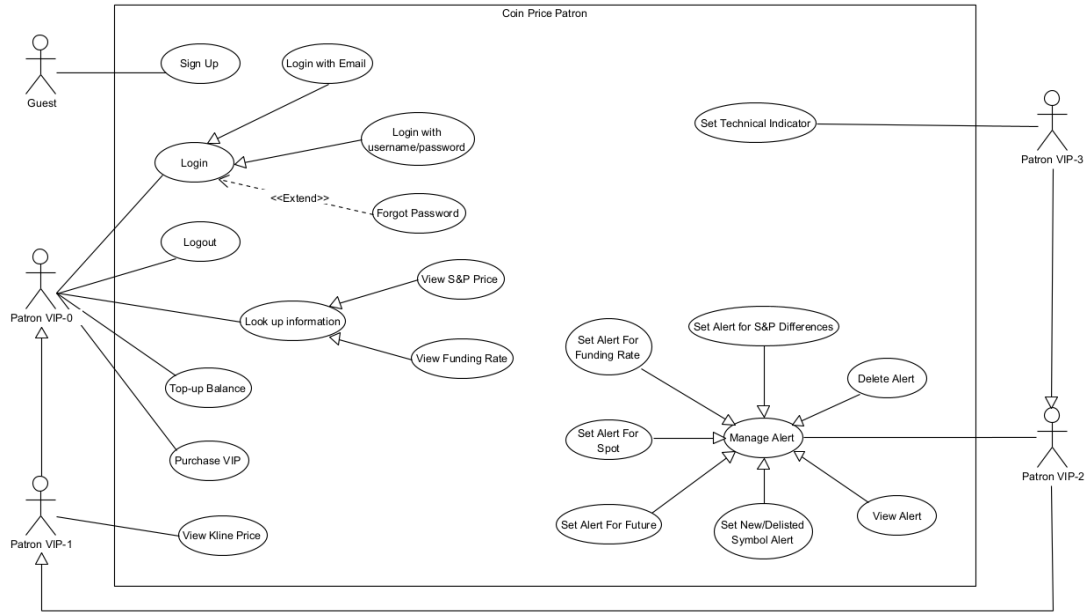 Coin Price Patron
Sign Up
Login with Email
Guest
Login with
username/password
Set Technical Indicator
Patron VIP-3
Login
<<Extend>>
Forgot Password
Logout
View S&P Price
Patron VIP-0
Look up information
View Funding Rate
Set Alert for S&P Differences
Set Alert For
Funding Rate
Top-up Balance
Delete Alert
Set Alert For
Spot
Manage Alert
Purchase VIP
Patron VIP-2
Set Alert For Future
Set New/Delisted
Symbol Alert
View Alert
View Kline Price
Patron VIP-1